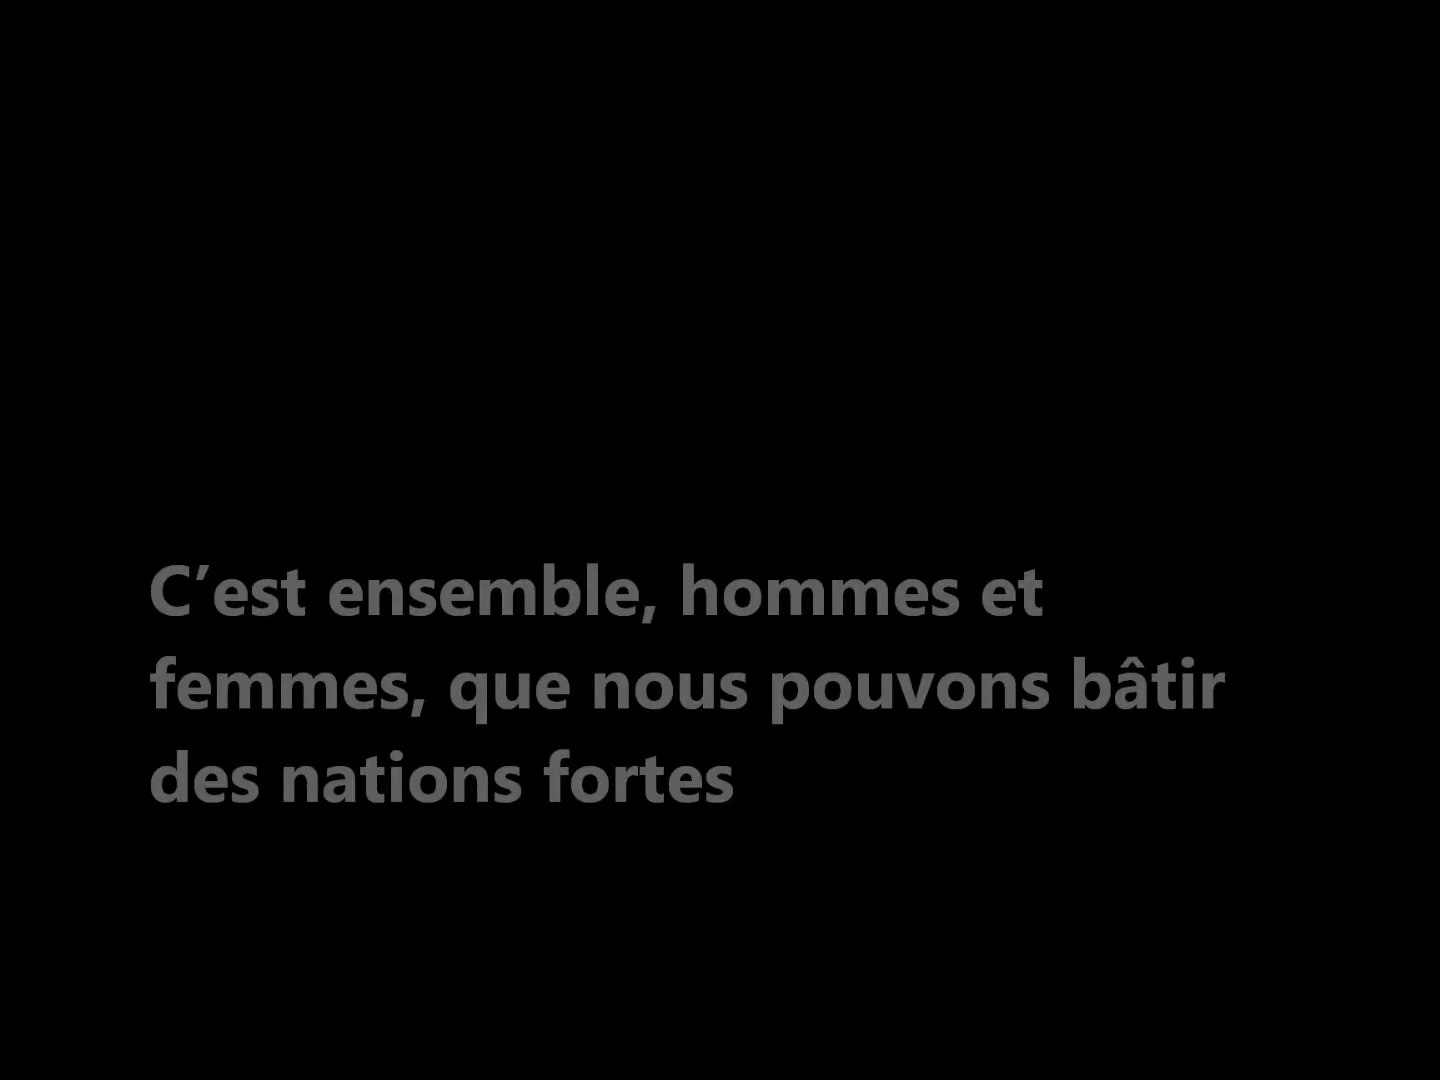 C’est ensemble, hommes et
femmes, que nous pouvons bâtir
des nations fortes